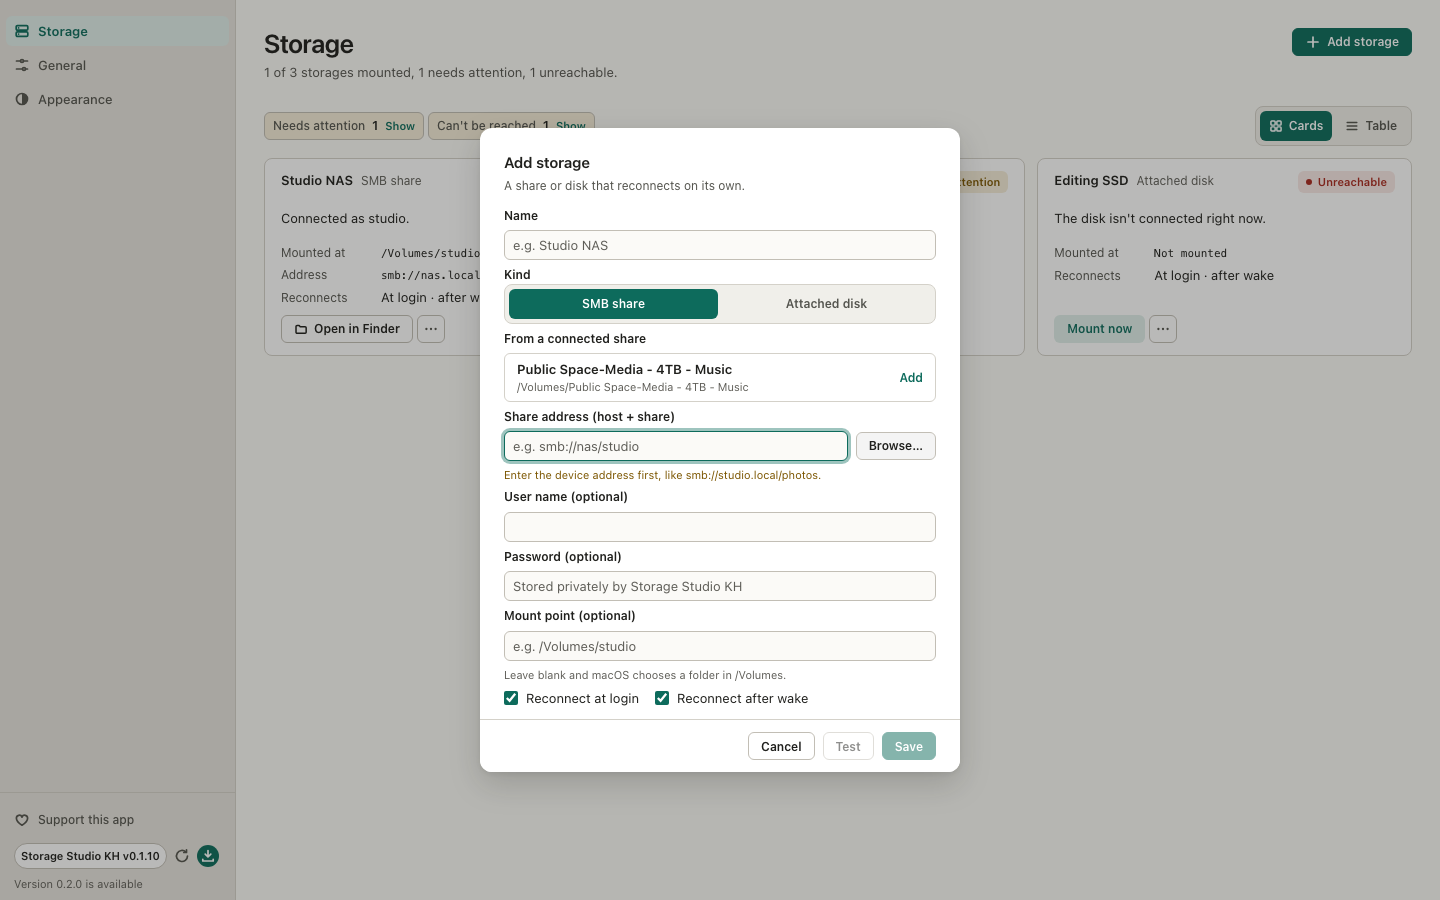 Storage
General
Appearance
Support this app
Storage Studio KH v0.1.10
Version 0.2.0 is available
Storage
1 of 3 storages mounted, 1 needs attention, 1 unreachable.
Add storage
Needs attention 1 Show
Can't be reached 1 Show
Cards
Table
Studio NAS SMB share
Connected as studio.
Mounted at /Volumes/studio
Address smb://nas.local
Reconnects At login · after w
Open in Finder
Editing SSD Attached disk
Unreachable
The disk isn't connected right now.
Mounted at Not mounted
Reconnects At login · after wake
Mount now
Add storage
A share or disk that reconnects on its own.
Name
e.g. Studio NAS
Kind
SMB share
Attached disk
From a connected share
Public Space-Media - 4TB - Music
/Volumes/Public Space-Media - 4TB - Music
Add
Share address (host + share)
e.g. smb://nas/studio
Browse...
Enter the device address first, like smb://studio.local/photos.
User name (optional)
Password (optional)
Stored privately by Storage Studio KH
Mount point (optional)
e.g. /Volumes/studio
Leave blank and macOS chooses a folder in /Volumes.
Reconnect at login
Reconnect after wake
Cancel
Test
Save